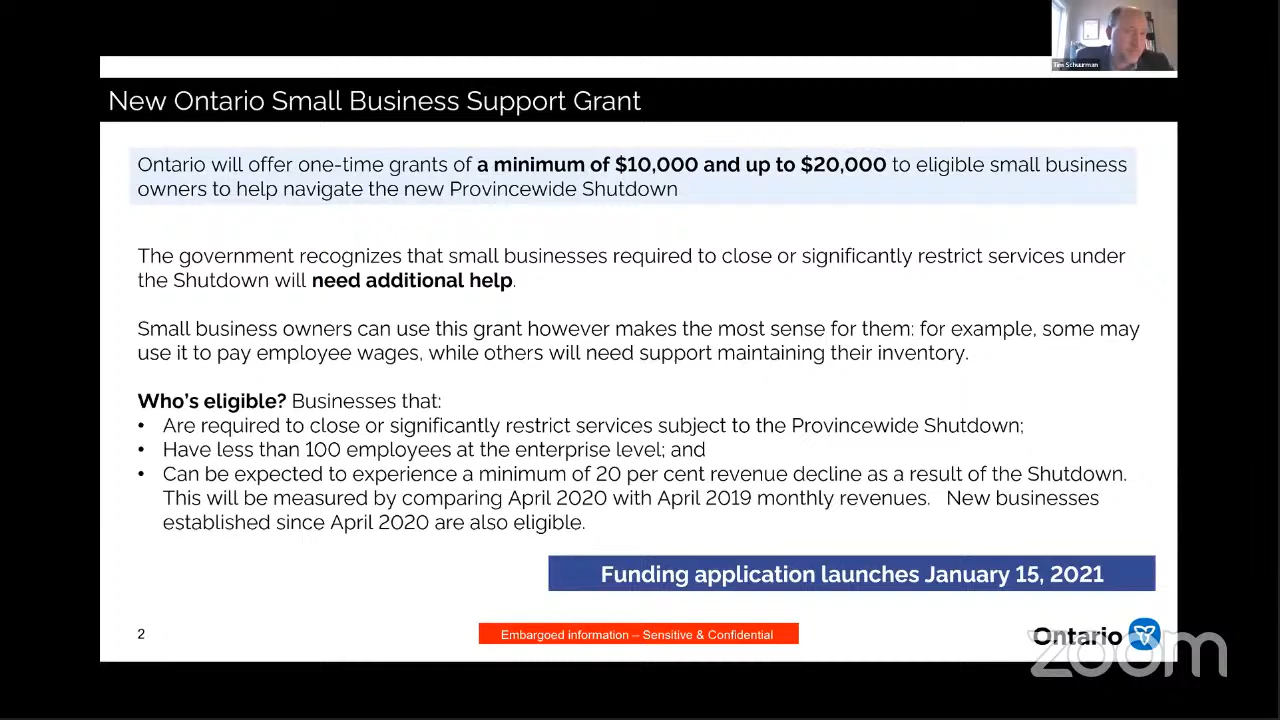 Tim Schuurman
New Ontario Small Business Support Grant
Ontario will offer one-time grants of a minimum of $10,000 and up to $20,000 to eligible small business
owners to help navigate the new Provincewide Shutdown
The government recognizes that small businesses required to close or significantly restrict services under
the Shutdown will need additional help.
Small business owners can use this grant however makes the most sense for them: for example, some may
use it to pay employee wages, while others will need support maintaining their inventory.
Who's eligible? Businesses that:
• Are required to close or significantly restrict services subject to the Provincewide Shutdown;
• Have less than 100 employees at the enterprise level; and
• Can be expected to experience a minimum of 20 per cent revenue decline as a result of the Shutdown.
This will be measured by comparing April 2020 with April 2019 monthly revenues. New businesses
established since April 2020 are also eligible.
Funding application launches January 15, 2021
2
Embargoed information – Sensitive & Confidential
Ontario
zoom